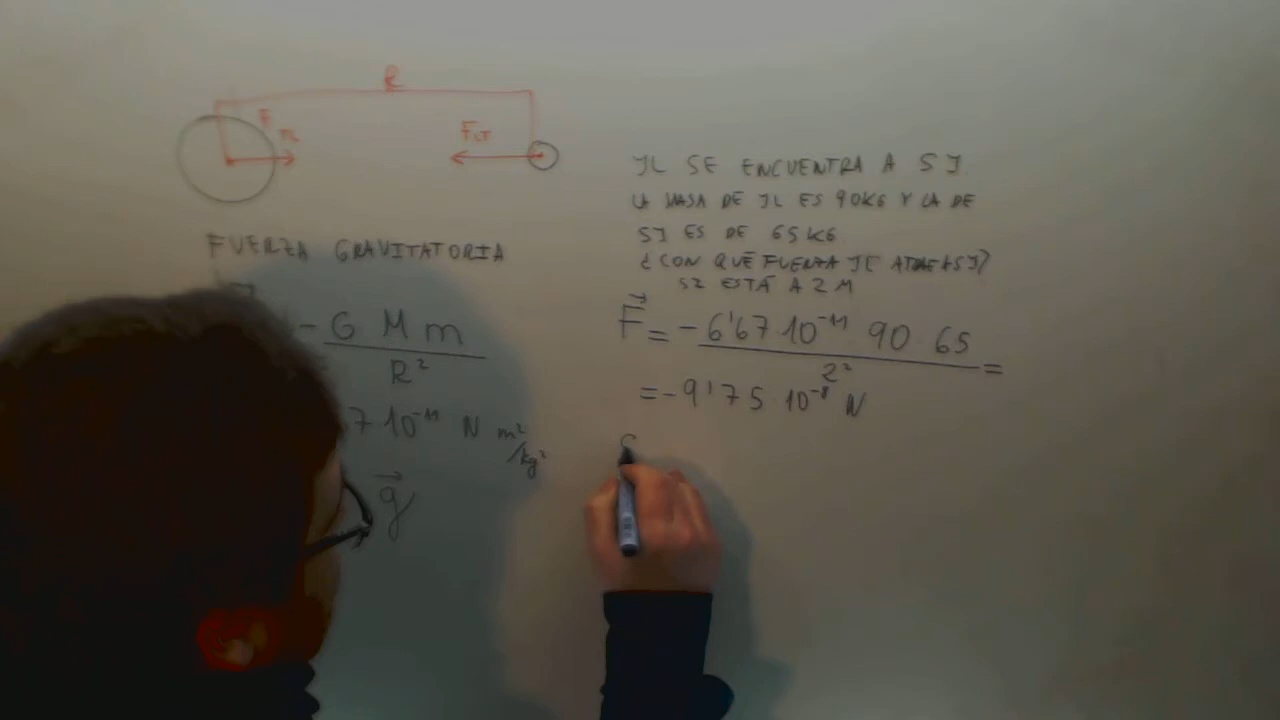 R
F
FG
FUERZA GRAVITATORIA
- G M m
R²
7 10⁻¹¹ N m²/kg²
g
JL SE ENCUENTRA A SJ.
LA MASA DE JL ES 90KG Y LA DE
SJ ES DE 65KG
¿CON QUÉ FUERZA JL ATRAE A SJ?
SI ESTÁ A 2 M
F = - 6'67 10⁻¹¹ 90 65
2² =
= - 9'75 10⁻⁸ N